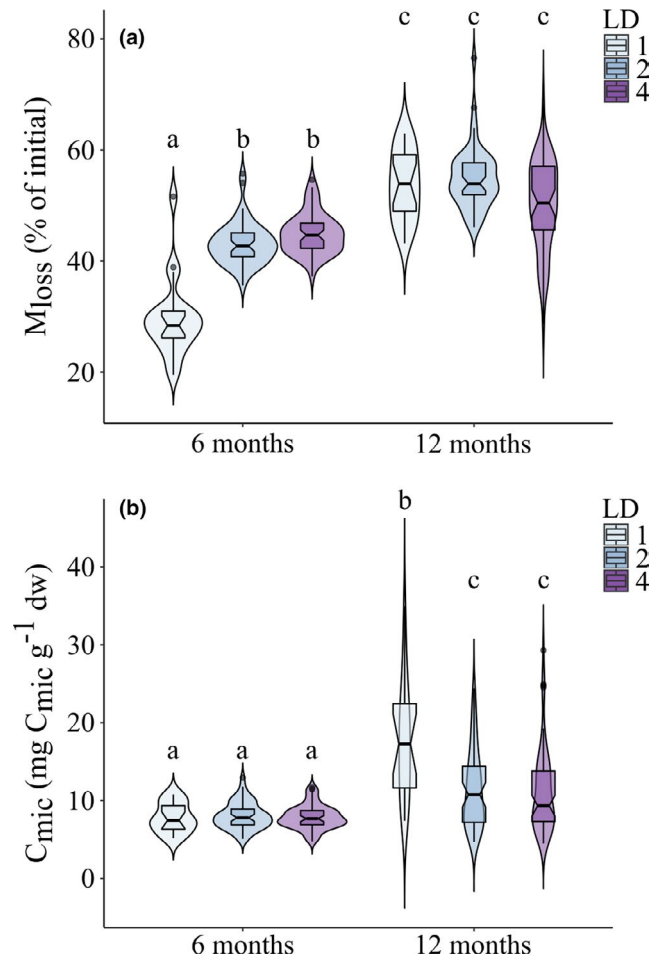 (a)
LD
1
2
4
M_loss (% of initial)
80
60
40
20
a
b
b
c
c
c
6 months
12 months
(b)
LD
1
2
4
C_mic (mg C_mic g^-1 dw)
40
30
20
10
0
a
a
a
b
c
c
6 months
12 months